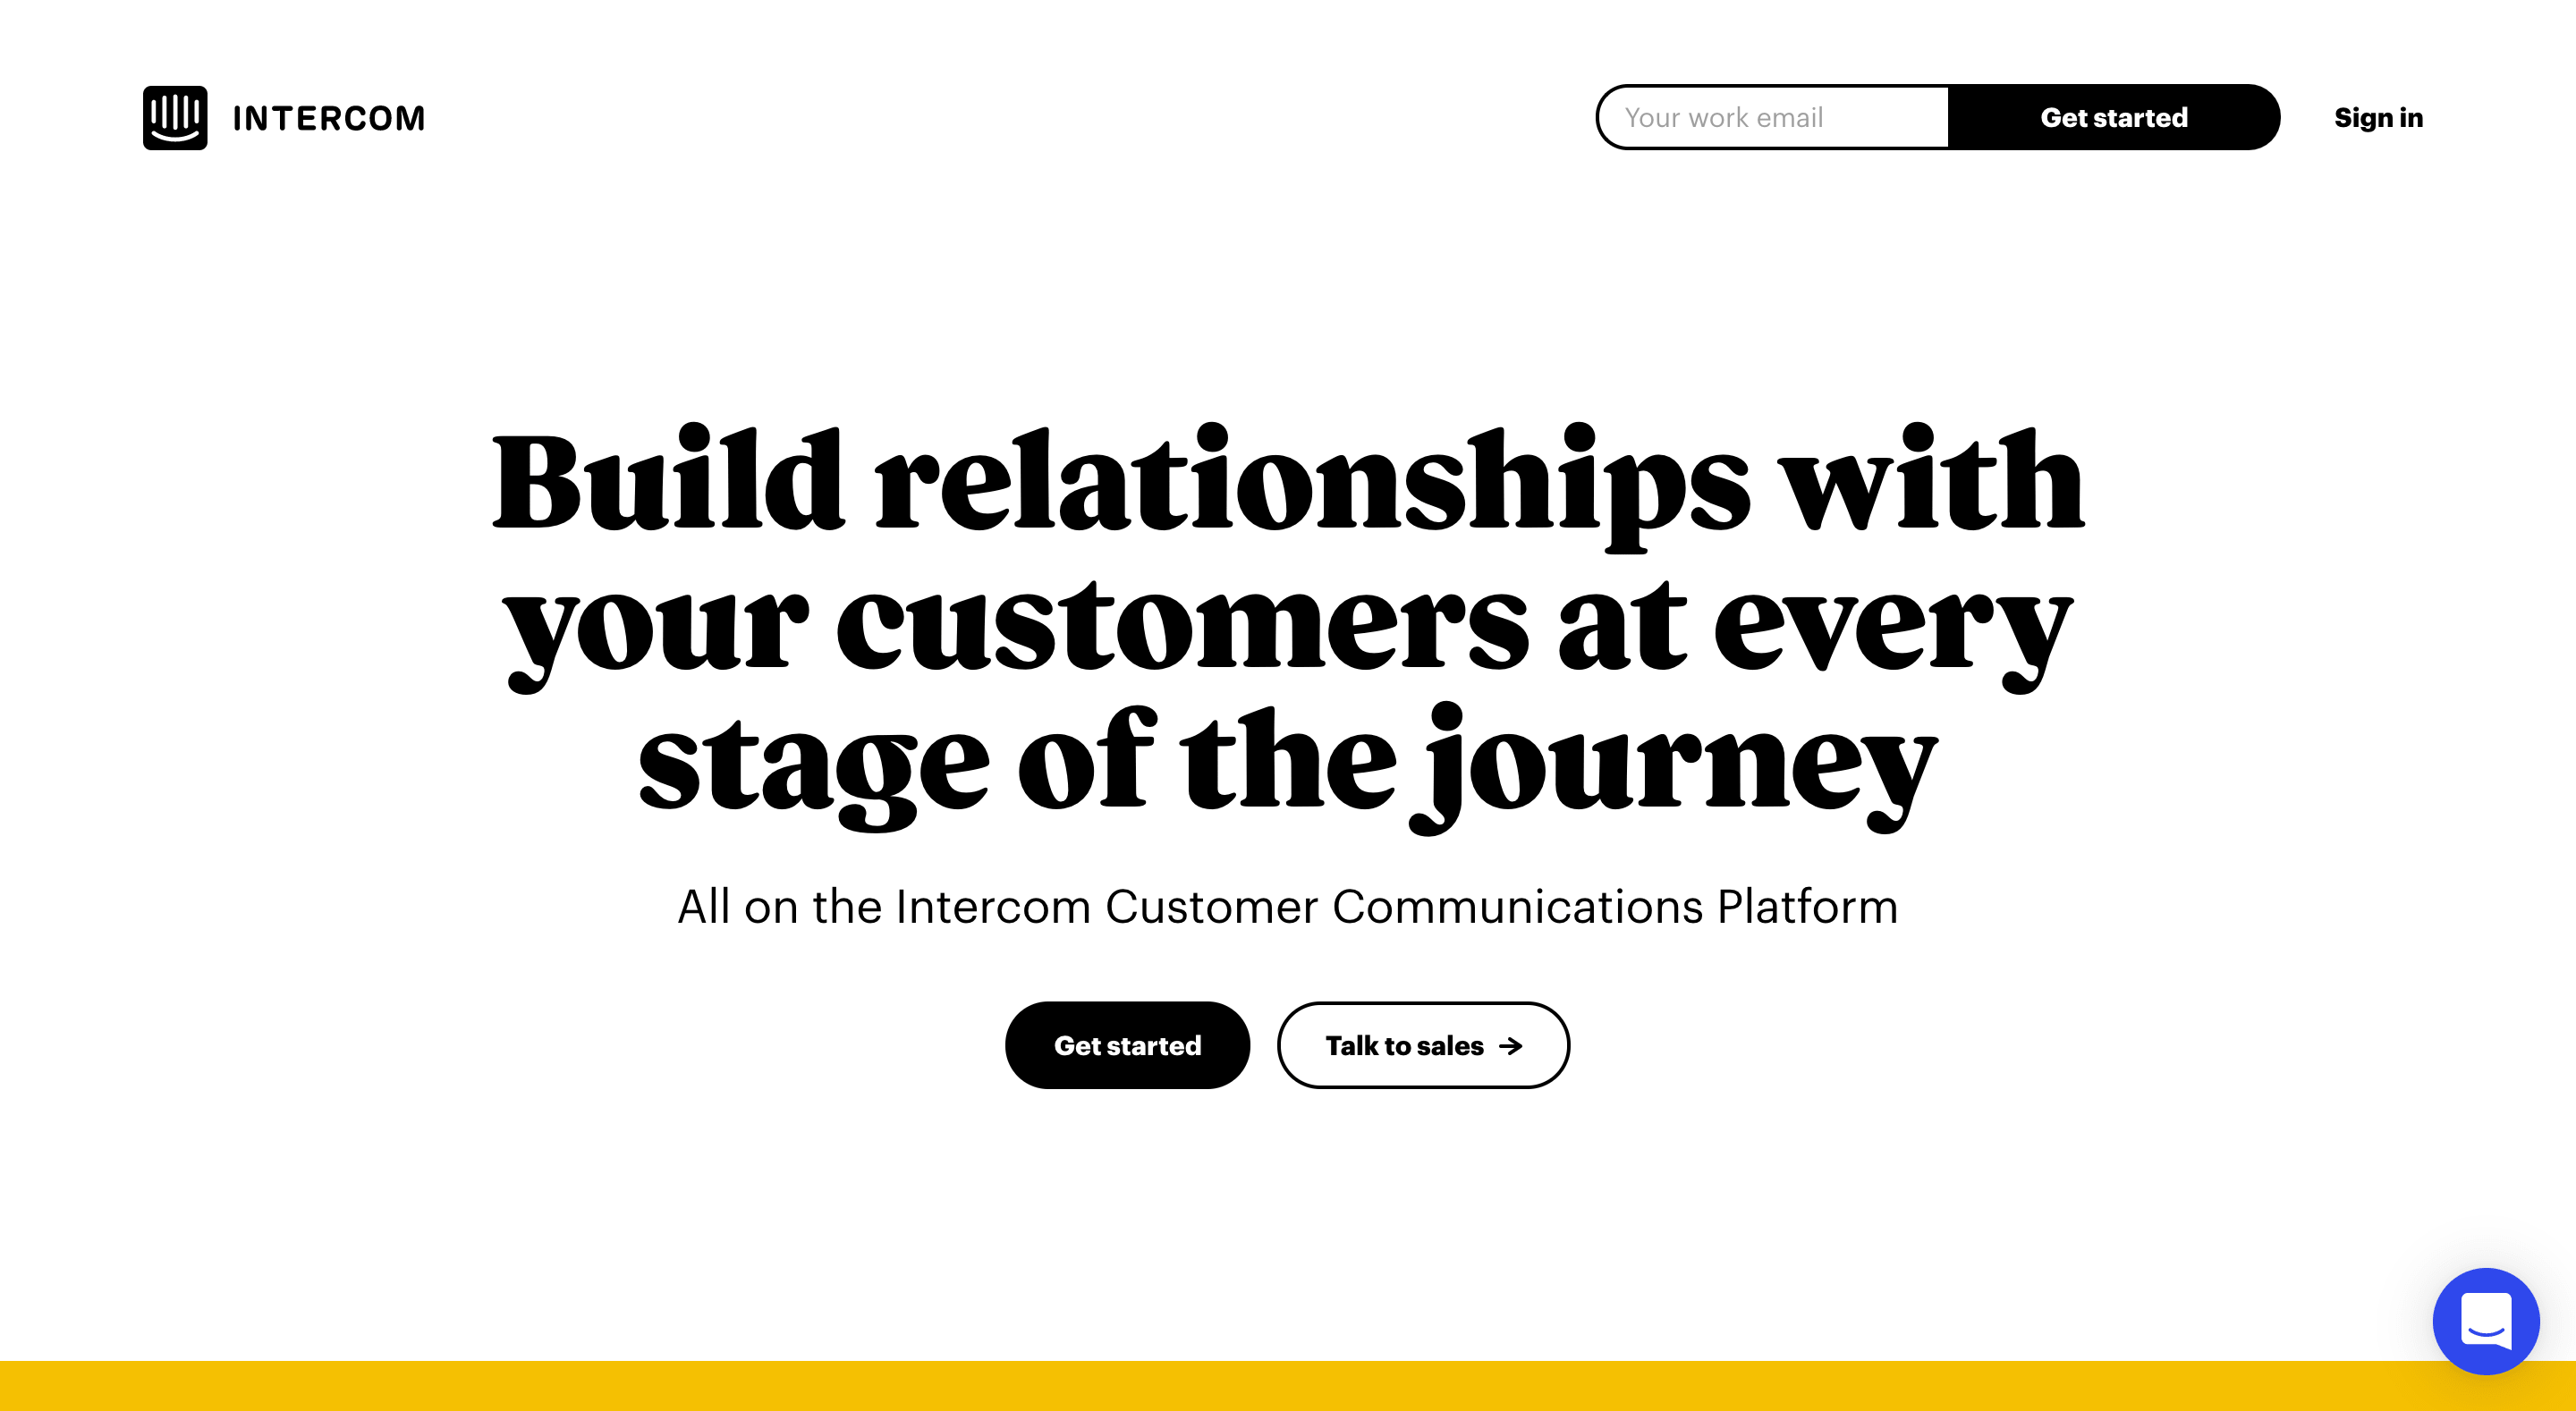 INTERCOM
Your work email
Get started
Sign in
Build relationships with
your customers at every
stage of the journey
All on the Intercom Customer Communications Platform
Get started
Talk to sales →